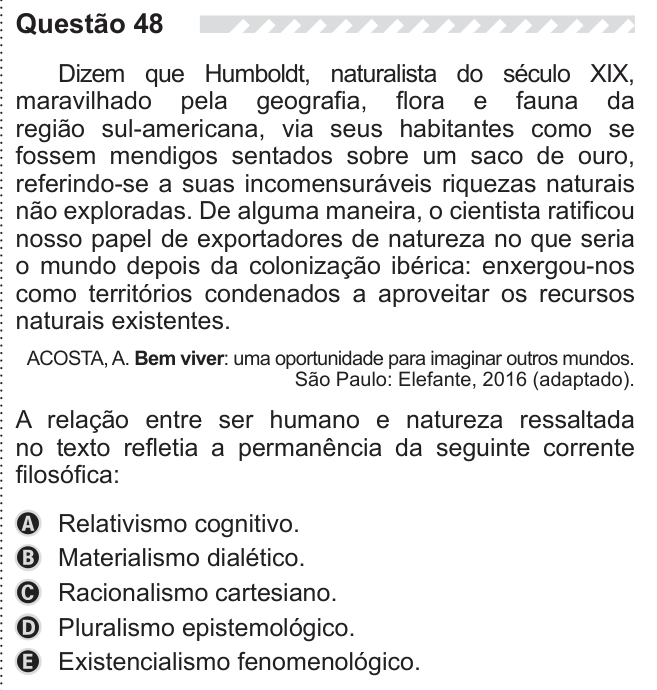 Questão 48
Dizem que Humboldt, naturalista do século XIX,
maravilhado pela geografia, flora e fauna da
região sul-americana, via seus habitantes como se
fossem mendigos sentados sobre um saco de ouro,
referindo-se a suas incomensuráveis riquezas naturais
não exploradas. De alguma maneira, o cientista ratificou
nosso papel de exportadores de natureza no que seria
o mundo depois da colonização ibérica: enxergou-nos
como territórios condenados a aproveitar os recursos
naturais existentes.
ACOSTA, A. Bem viver: uma oportunidade para imaginar outros mundos.
São Paulo: Elefante, 2016 (adaptado).
A relação entre ser humano e natureza ressaltada
no texto refletia a permanência da seguinte corrente
filosófica:
A Relativismo cognitivo.
B Materialismo dialético.
C Racionalismo cartesiano.
D Pluralismo epistemológico.
E Existencialismo fenomenológico.